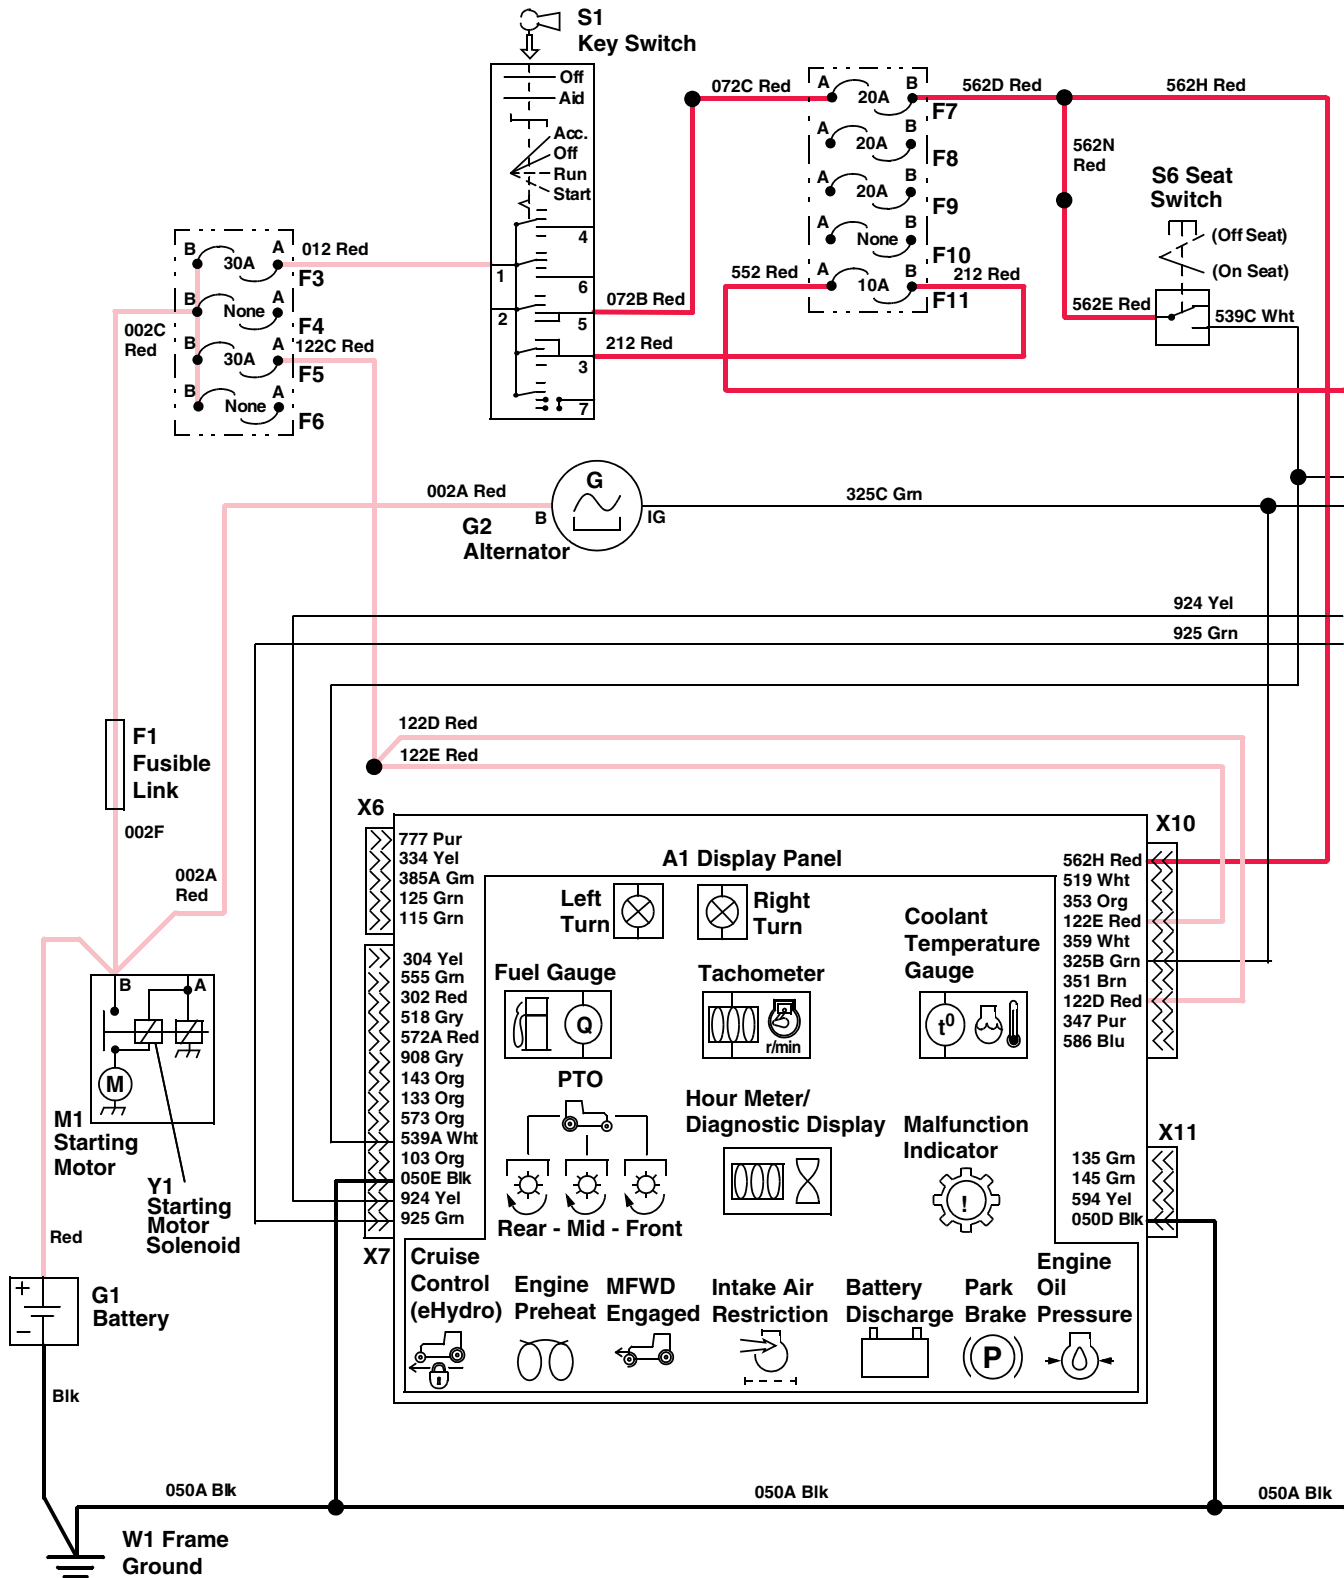 S1
Key Switch
Off
Aid
Acc.
Off
Run
Start
1
2
4
6
5
3
7
072C Red
072B Red
212 Red
A
20A
B
F7
A
20A
B
F8
A
20A
B
F9
A
None
B
F10
A
10A
B
F11
552 Red
212 Red
562D Red
562H Red
562N
Red
S6 Seat
Switch
(Off Seat)
(On Seat)
562E Red
539C Wht
B
30A
A
F3
012 Red
B
None
A
F4
B
30A
A
F5
122C Red
B
None
A
F6
002C
Red
002A Red
B
G
IG
G2
Alternator
325C Grn
924 Yel
925 Grn
F1
Fusible
Link
002F
002A
Red
122D Red
122E Red
B
A
M
M1
Starting
Motor
Y1
Starting
Motor
Solenoid
Red
+
−
G1
Battery
Blk
W1 Frame
Ground
050A Blk
050A Blk
050A Blk
X6
777 Pur
334 Yel
385A Grn
125 Grn
115 Grn
304 Yel
555 Grn
302 Red
518 Gry
572A Red
908 Gry
143 Org
133 Org
573 Org
539A Wht
103 Org
050E Blk
924 Yel
925 Grn
X7
A1 Display Panel
Left
Turn
Right
Turn
Coolant
Temperature
Gauge
t⁰
Fuel Gauge
Q
Tachometer
r/min
PTO
Rear - Mid - Front
Hour Meter/
Diagnostic Display
Malfunction
Indicator
!
X10
562H Red
519 Wht
353 Org
122E Red
359 Wht
325B Grn
351 Brn
122D Red
347 Pur
586 Blu
X11
135 Grn
145 Grn
594 Yel
050D Blk
Cruise
Control
(eHydro)
Engine
Preheat
MFWD
Engaged
Intake Air
Restriction
Battery
Discharge
Park
Brake
P
Engine
Oil
Pressure